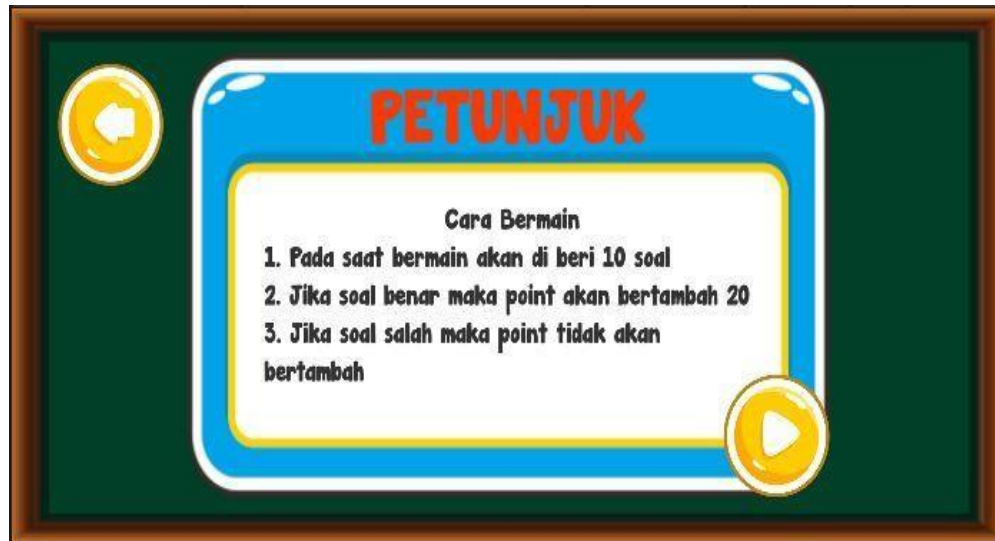 PETUNJUK
Cara Bermain
1. Pada saat bermain akan di beri 10 soal
2. Jika soal benar maka point akan bertambah 20
3. Jika soal salah maka point tidak akan
bertambah